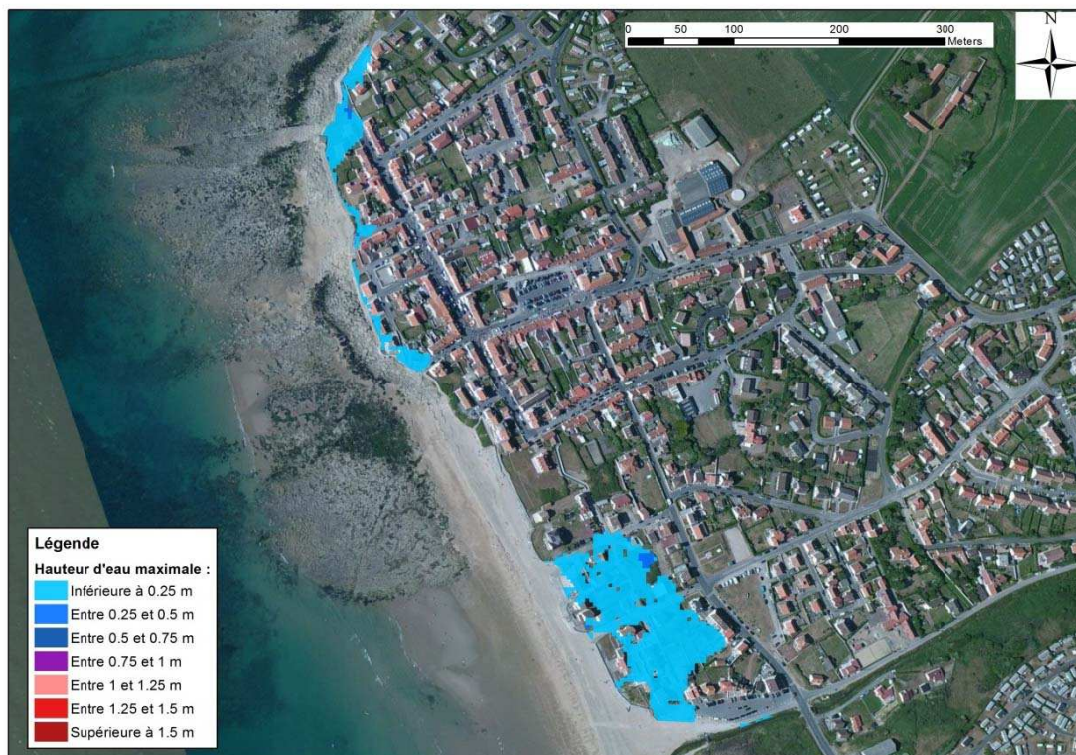 0 50 100 200 300
Meters
N
Légende
Hauteur d'eau maximale :
Inférieure à 0.25 m
Entre 0.25 et 0.5 m
Entre 0.5 et 0.75 m
Entre 0.75 et 1 m
Entre 1 et 1.25 m
Entre 1.25 et 1.5 m
Supérieure à 1.5 m